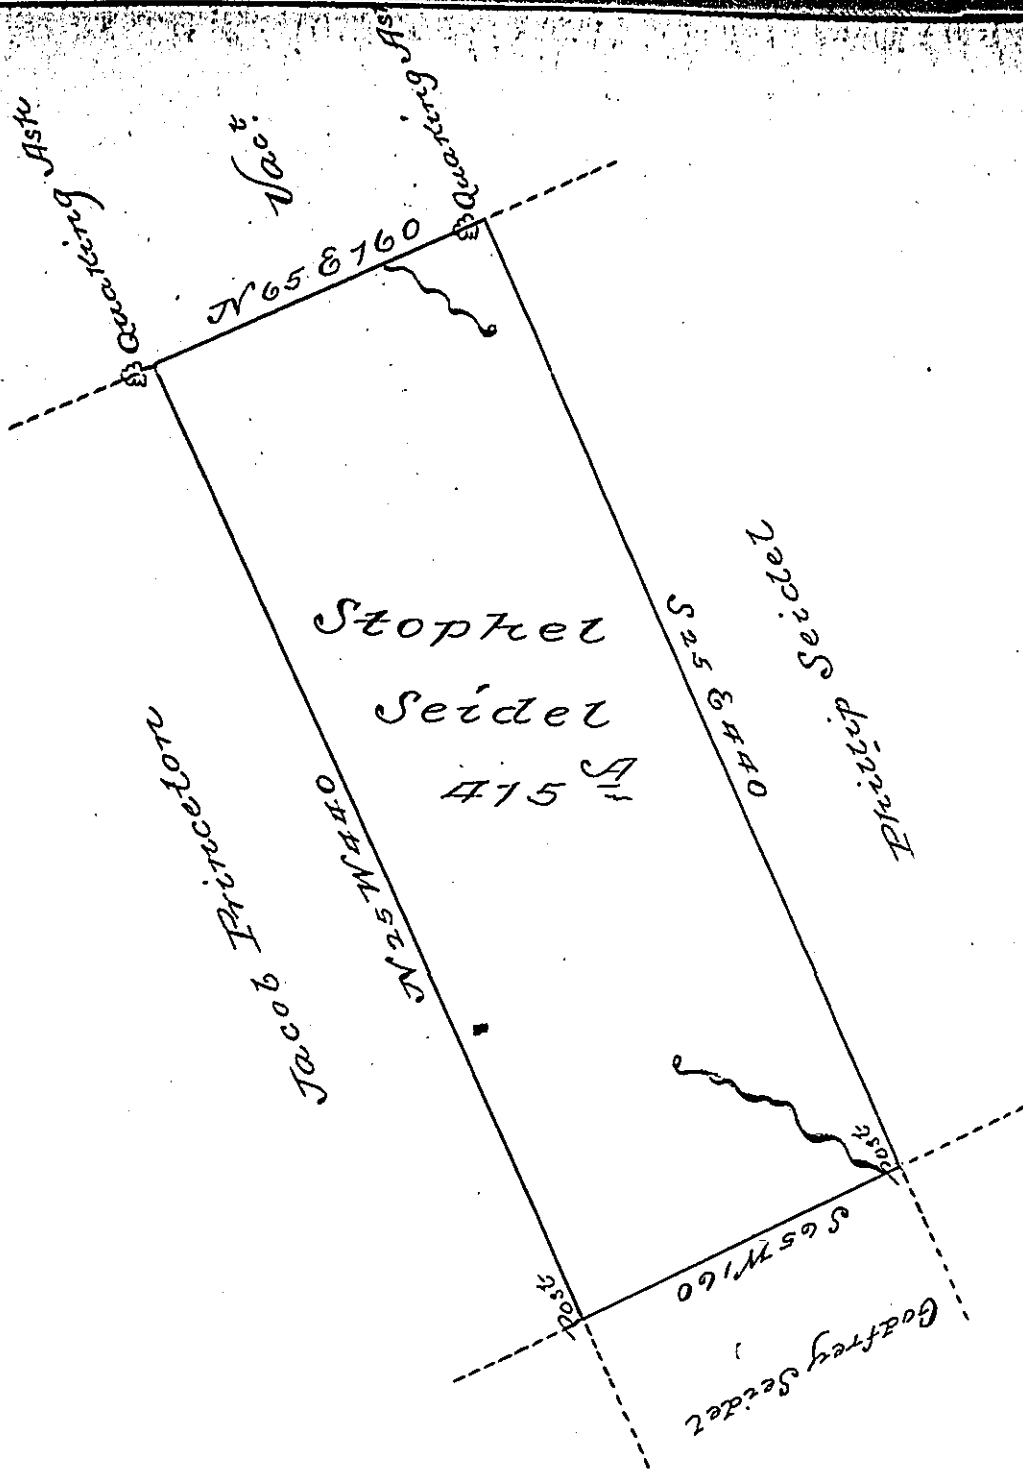 Quaking Ash
Vac:t
Quaking Ash
N 65 E 160
Stophel
Seidel
415 A
S 25 E 440
Phillip Seidel
N 25 W 440
Jacob Princeton
Post
Post
S 65 W 160
Godfrey Seidel